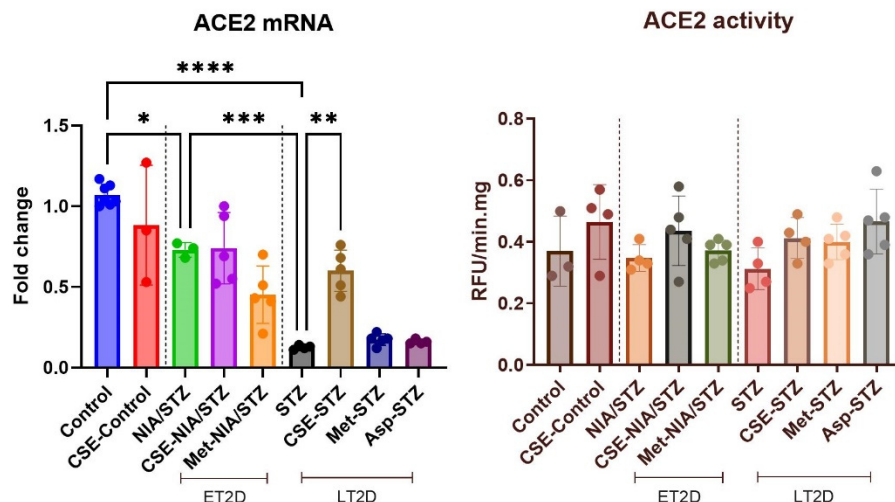 ACE2 mRNA
****
* *** **
1.5
1.0
0.5
0.0
Fold change
Control
CSE-Control
NIA/STZ
CSE-NIA/STZ
Met-NIA/STZ
STZ
CSE-STZ
Met-STZ
Asp-STZ
ET2D LT2D
ACE2 activity
0.8
0.6
0.4
0.2
0.0
RFU/min.mg
Control
CSE-Control
NIA/STZ
CSE-NIA/STZ
Met-NIA/STZ
STZ
CSE-STZ
Met-STZ
Asp-STZ
ET2D LT2D